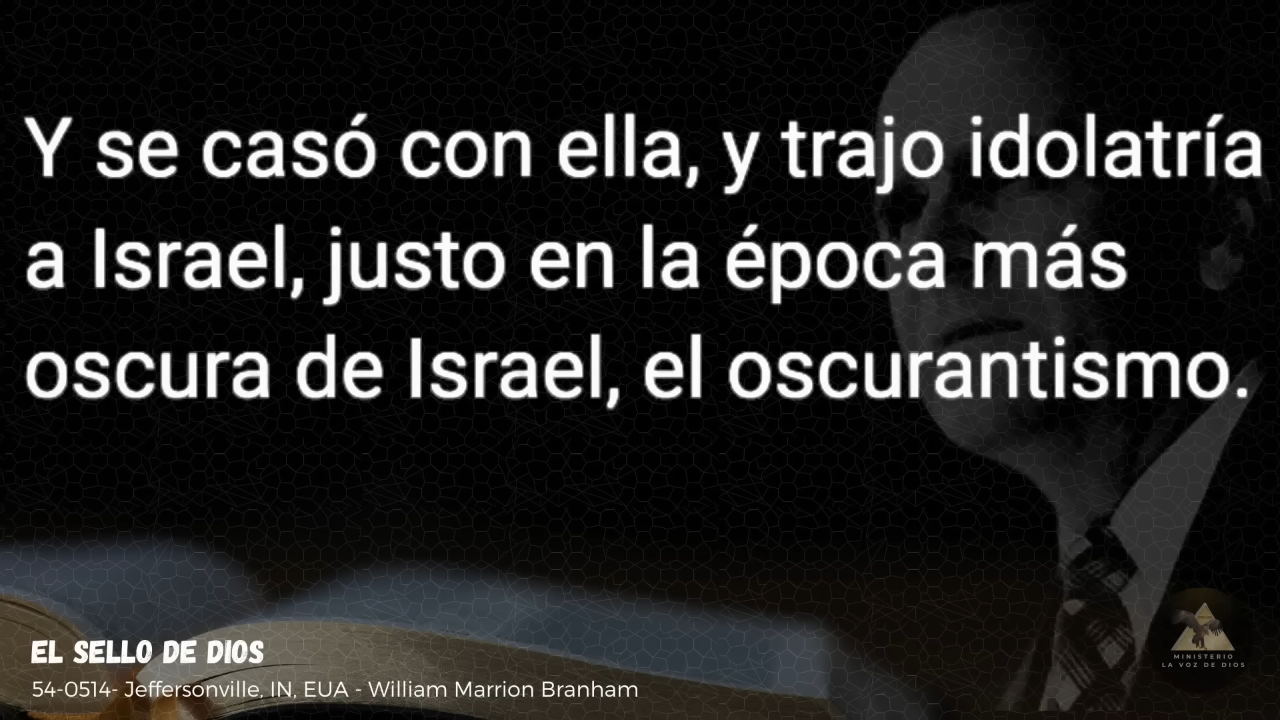 Y se casó con ella, y trajo idolatría
a Israel, justo en la época más
oscura de Israel, el oscurantismo.
EL SELLO DE DIOS
54-0514- Jeffersonville, IN, EUA - William Marrion Branham
MINISTERIO
LA VOZ DE DIOS